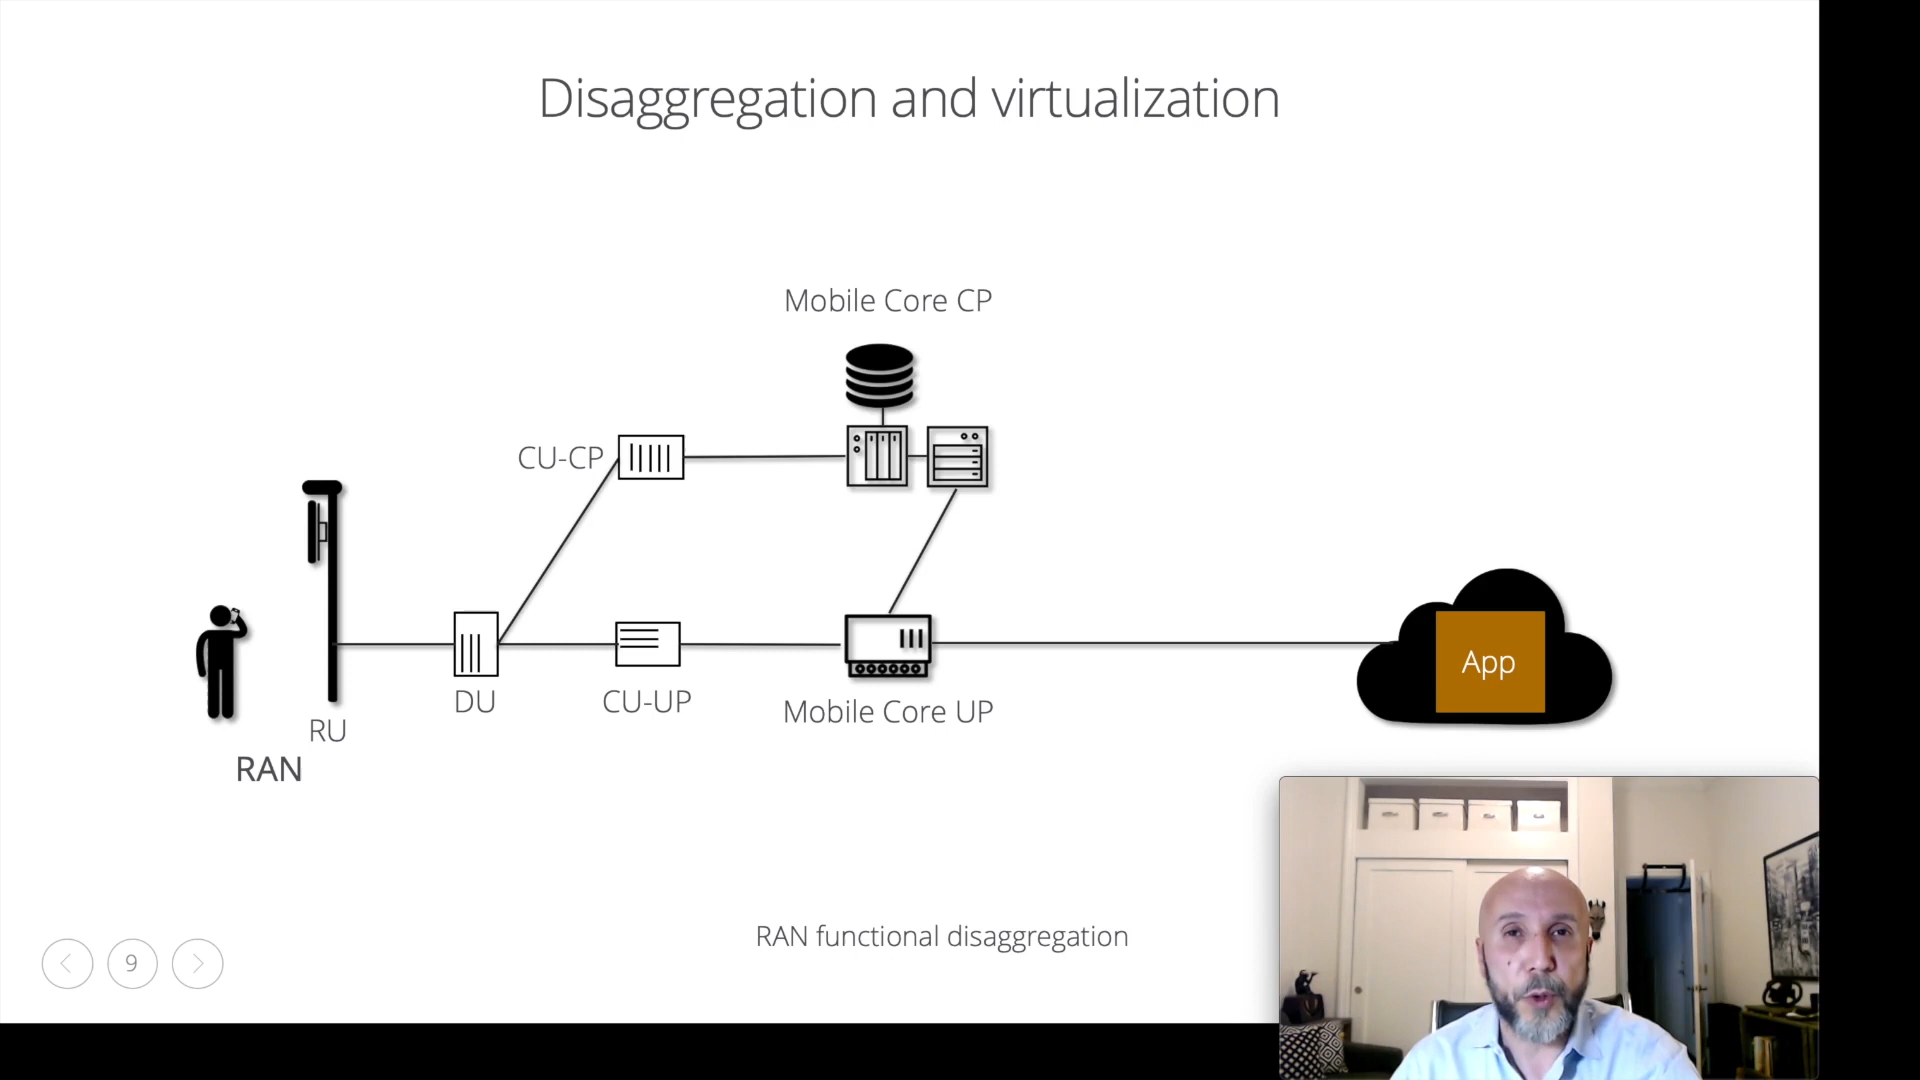 Disaggregation and virtualization
Mobile Core CP
CU-CP
App
DU
CU-UP
Mobile Core UP
RU
RAN
RAN functional disaggregation
9